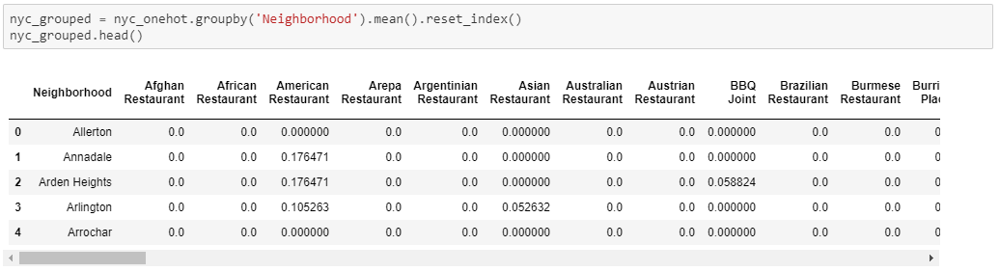 nyc_grouped = nyc_onehot.groupby('Neighborhood').mean().reset_index()
nyc_grouped.head()
Neighborhood Afghan Restaurant African Restaurant American Restaurant Arepa Restaurant Argentinian Restaurant Asian Restaurant Australian Restaurant Austrian Restaurant BBQ Joint Brazilian Restaurant Burmese Restaurant
0 Allerton 0.0 0.0 0.000000 0.0 0.0 0.000000 0.0 0.0 0.000000 0.0 0.0
1 Annadale 0.0 0.0 0.176471 0.0 0.0 0.000000 0.0 0.0 0.000000 0.0 0.0
2 Arden Heights 0.0 0.0 0.176471 0.0 0.0 0.000000 0.0 0.0 0.058824 0.0 0.0
3 Arlington 0.0 0.0 0.105263 0.0 0.0 0.052632 0.0 0.0 0.000000 0.0 0.0
4 Arrochar 0.0 0.0 0.000000 0.0 0.0 0.000000 0.0 0.0 0.000000 0.0 0.0